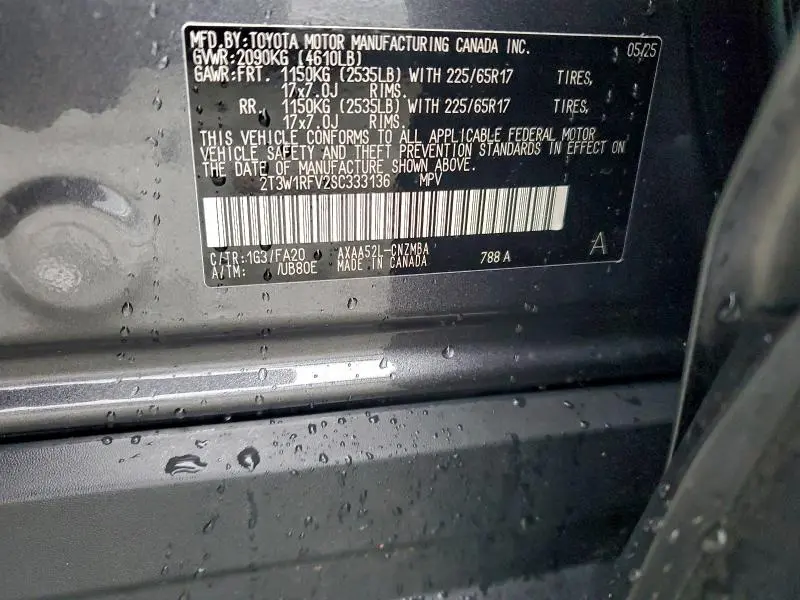 MFD.BY:TOYOTA MOTOR MANUFACTURING CANADA INC. 05/25
GVWR:2090KG (4610LB)
GAWR:FRT. 1150KG (2535LB) WITH 225/65R17 TIRES,
17x7.0J RIMS.
RR. 1150KG (2535LB) WITH 225/65R17 TIRES,
17x7.0J RIMS.
THIS VEHICLE CONFORMS TO ALL APPLICABLE FEDERAL MOTOR
VEHICLE SAFETY AND THEFT PREVENTION STANDARDS IN EFFECT ON
THE DATE OF MANUFACTURE SHOWN ABOVE.
2T3W1RFV2SC333136 MPV
C/TR:1G3/FA20 AXAA52L-CNZMBA
A/TM: /UB80E MADE IN CANADA 788 A A